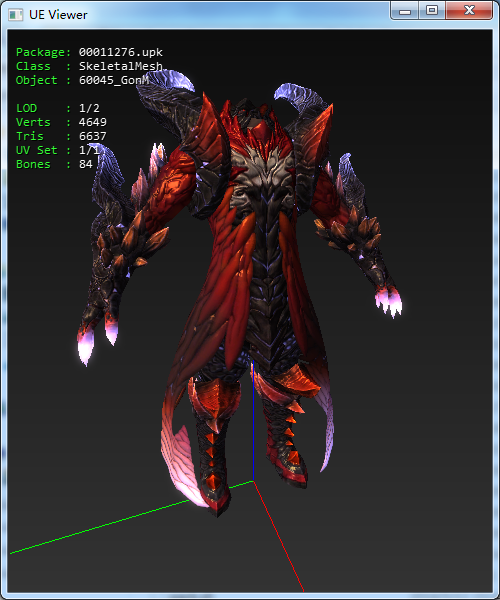 UE Viewer
Package: 00011276.upk
Class : SkeletalMesh
Object : 60045_GonM
LOD : 1/2
Verts : 4649
Tris : 6637
UV Set : 1/1
Bones : 84